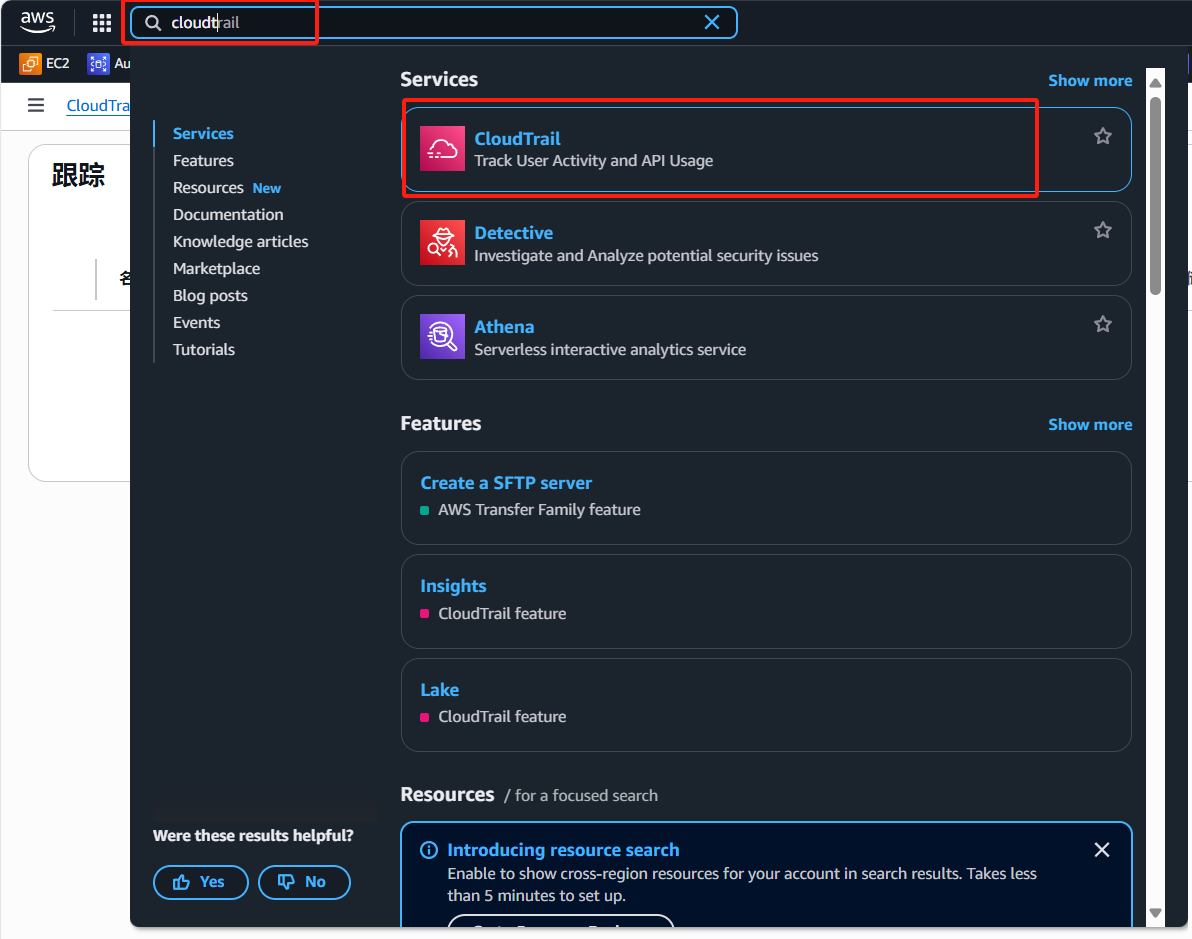 aws
cloudtrail
EC2
Au
CloudTra
跟踪
名
Services
Features
Resources New
Documentation
Knowledge articles
Marketplace
Blog posts
Events
Tutorials
Were these results helpful?
Yes
No
Services
Show more
CloudTrail
Track User Activity and API Usage
Detective
Investigate and Analyze potential security issues
Athena
Serverless interactive analytics service
Features
Show more
Create a SFTP server
AWS Transfer Family feature
Insights
CloudTrail feature
Lake
CloudTrail feature
Resources / for a focused search
Introducing resource search
Enable to show cross-region resources for your account in search results. Takes less
than 5 minutes to set up.